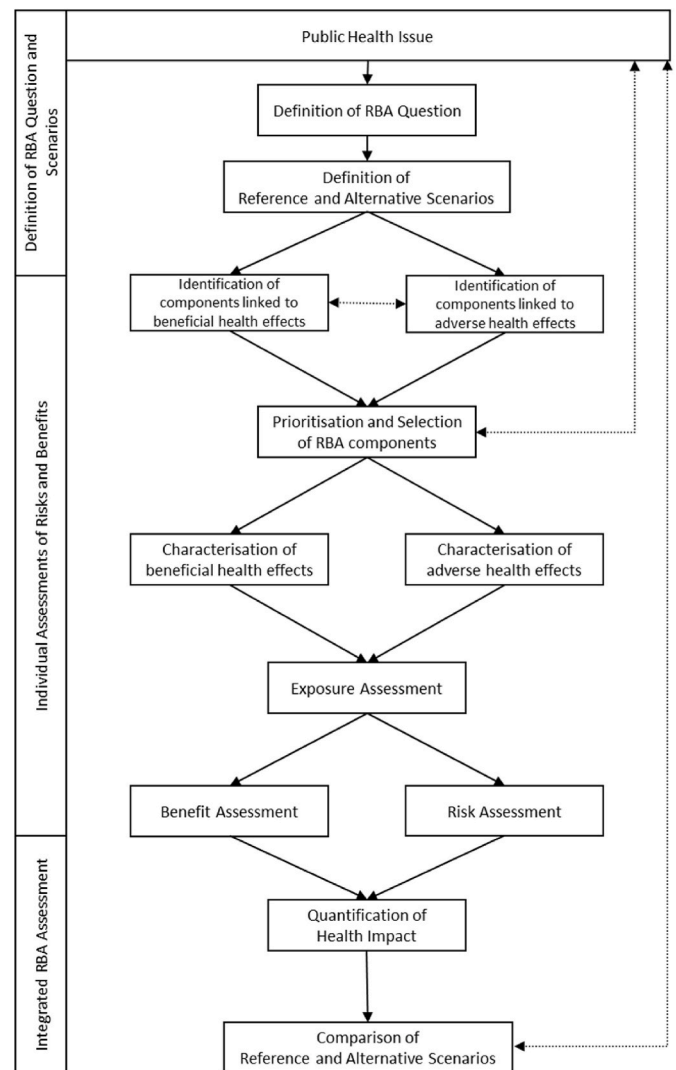 Public Health Issue
Definition of RBA Question and
Scenarios
Definition of RBA Question
Definition of
Reference and Alternative Scenarios
Individual Assessments of Risks and Benefits
Identification of
components linked to
beneficial health effects
Identification of
components linked to
adverse health effects
Prioritisation and Selection
of RBA components
Characterisation of
beneficial health effects
Characterisation of
adverse health effects
Exposure Assessment
Benefit Assessment
Risk Assessment
Integrated RBA Assessment
Quantification of
Health Impact
Comparison of
Reference and Alternative Scenarios